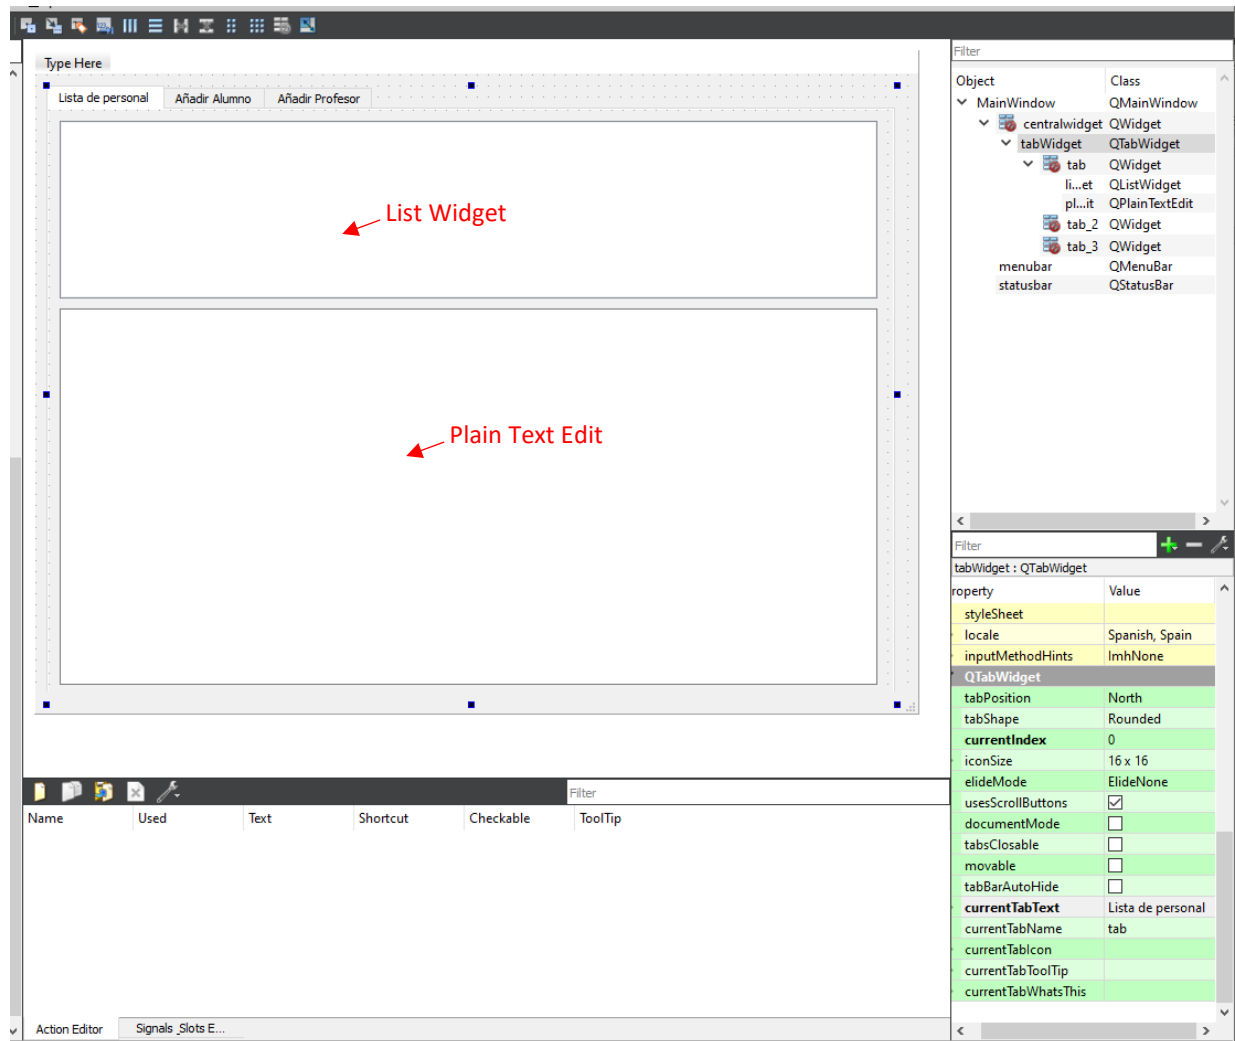 Filter
Type Here
Lista de personal Añadir Alumno Añadir Profesor
List Widget
Plain Text Edit
Object Class
MainWindow QMainWindow
centralwidget QWidget
tabWidget QTabWidget
tab QWidget
li...et QListWidget
pl...it QPlainTextEdit
tab_2 QWidget
tab_3 QWidget
menubar QMenuBar
statusbar QStatusBar
Filter
tabWidget : QTabWidget
roperty Value
styleSheet
locale Spanish, Spain
inputMethodHints ImhNone
QTabWidget
tabPosition North
tabShape Rounded
currentIndex 0
iconSize 16 x 16
elideMode ElideNone
usesScrollButtons
documentMode
tabsClosable
movable
tabBarAutoHide
currentTabText Lista de personal
currentTabName tab
currentTabIcon
currentTabToolTip
currentTabWhatsThis
Filter
Name Used Text Shortcut Checkable ToolTip
Action Editor Signals _Slots E...